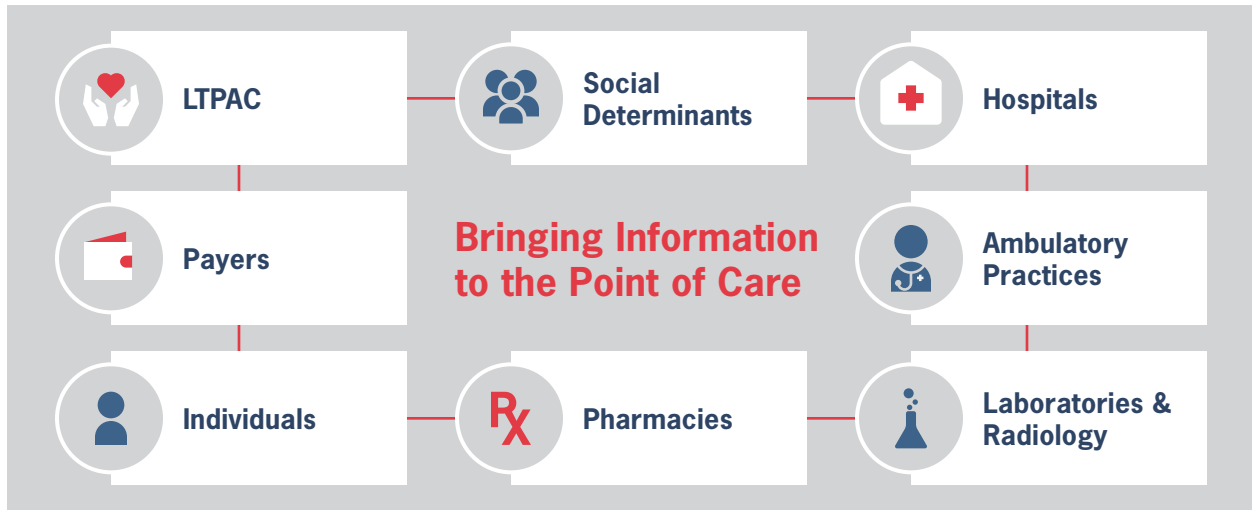 LTPAC
Social
Determinants
Hospitals
Payers
Bringing Information
to the Point of Care
Ambulatory
Practices
Individuals
Rx
Pharmacies
Laboratories &
Radiology